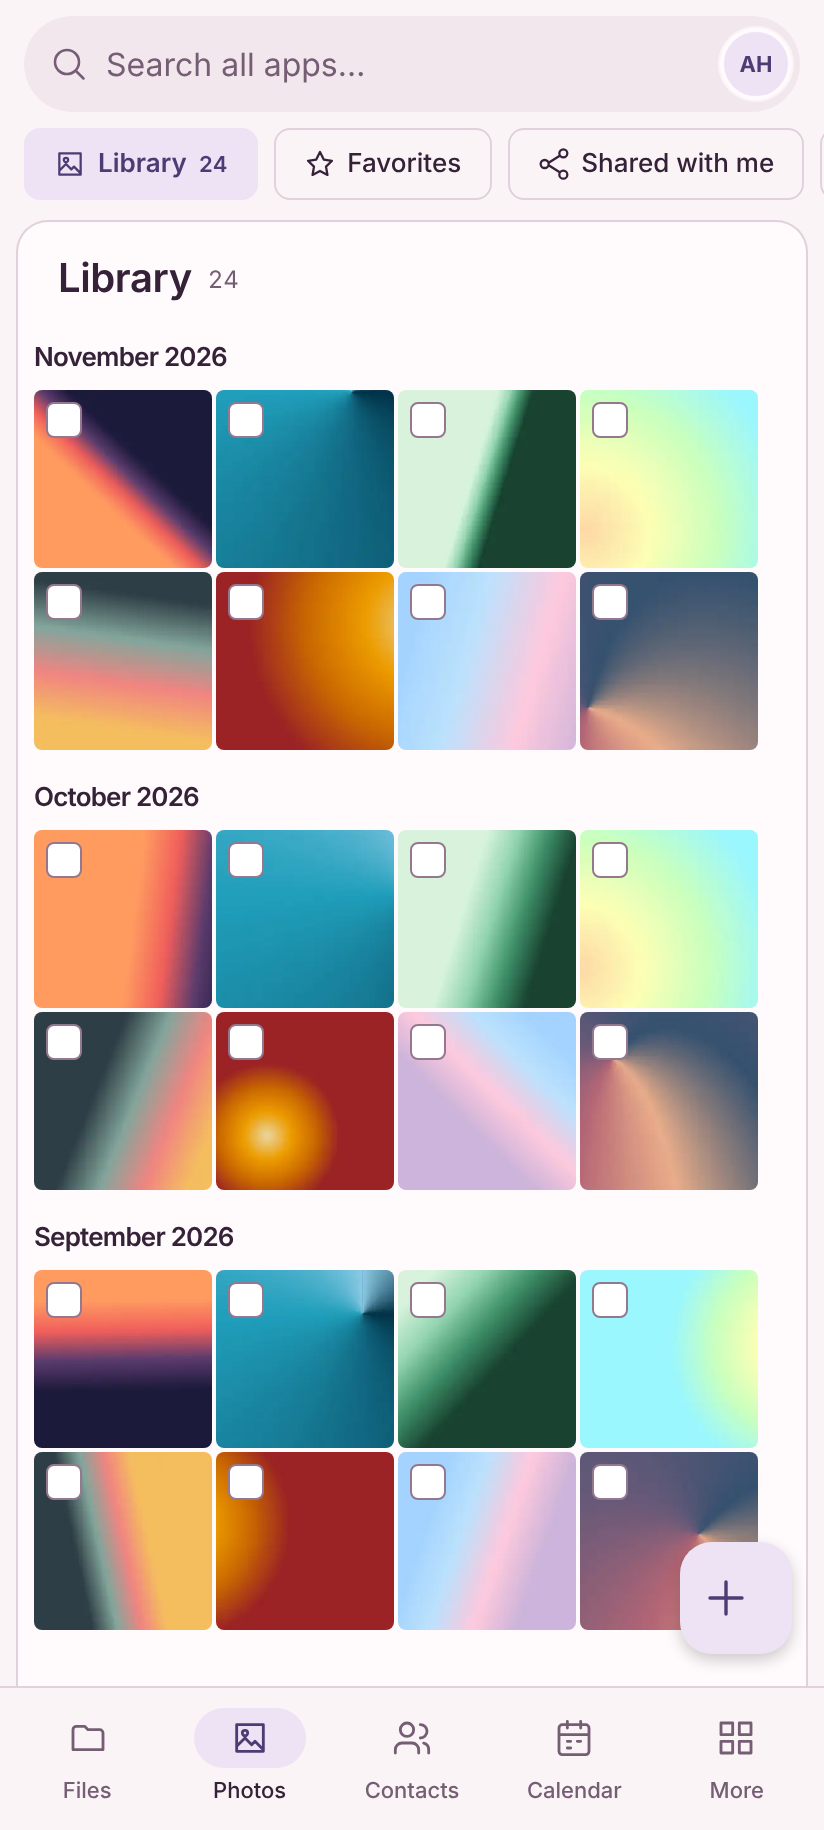 Search all apps...
AH
Library 24
Favorites
Shared with me
Library 24
November 2026
October 2026
September 2026
Files
Photos
Contacts
Calendar
More